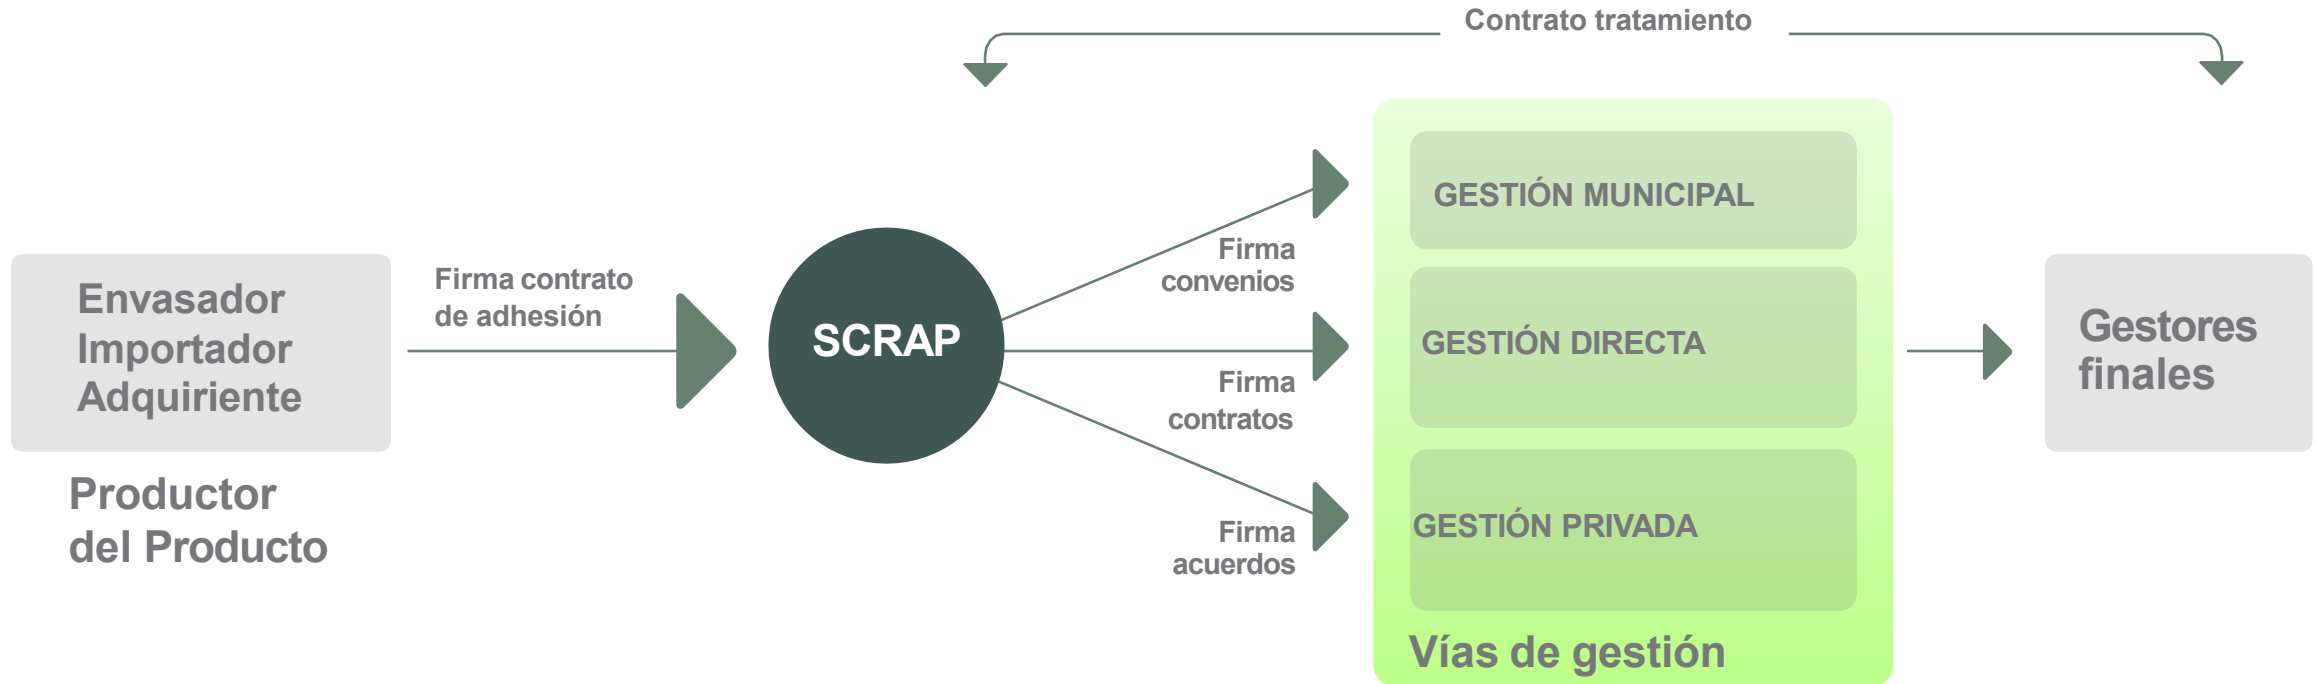 Contrato tratamiento
Envasador
Importador
Adquiriente
Productor
del Producto
Firma contrato
de adhesión
SCRAP
Firma
convenios
Firma
contratos
Firma
acuerdos
GESTIÓN MUNICIPAL
GESTIÓN DIRECTA
GESTIÓN PRIVADA
Vías de gestión
Gestores
finales